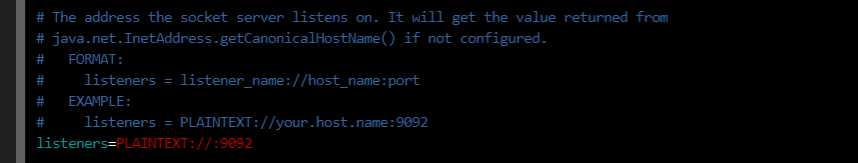 # The address the socket server listens on. It will get the value returned from
# java.net.InetAddress.getCanonicalHostName() if not configured.
#   FORMAT:
#     listeners = listener_name://host_name:port
#   EXAMPLE:
#     listeners = PLAINTEXT://your.host.name:9092
listeners=PLAINTEXT://:9092